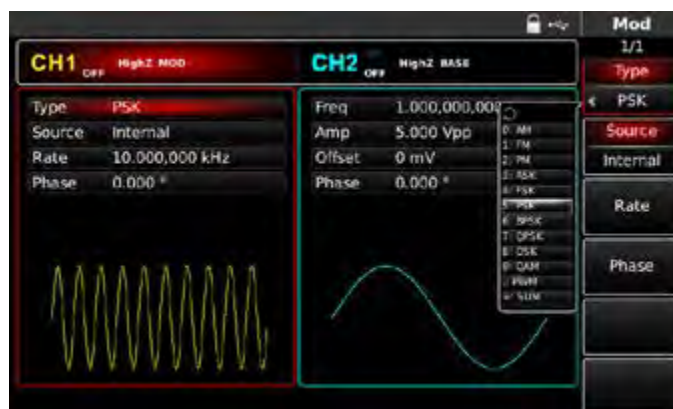 Mod
1/1
CH1 OFF HighZ MOD
CH2 OFF HighZ BASE
Type
PSK
Source
Internal
Rate
Phase
Type PSK
Source Internal
Rate 10.000,000 kHz
Phase 0.000 °
Freq 1.000,000,00
Amp 5.000 Vpp
Offset 0 mV
Phase 0.000 °
0: AM
1: FM
2: PM
3: ASK
4: FSK
5: PSK
6: BPSK
7: QPSK
8: OSK
9: QAM
PWM
SUM